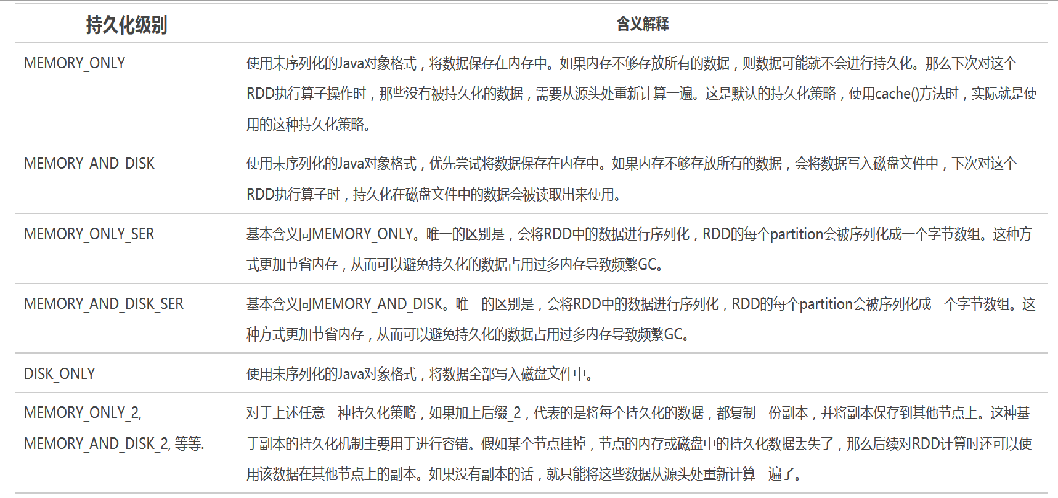 持久化级别 含义解释
MEMORY_ONLY 使用未序列化的Java对象格式，将数据保存在内存中。如果内存不够存放所有的数据，则数据可能就不会进行持久化。那么下次对这个
RDD执行算子操作时，那些没有被持久化的数据，需要从源头处重新计算一遍。这是默认的持久化策略，使用cache()方法时，实际就是使
用的这种持久化策略。
MEMORY_AND_DISK 使用未序列化的Java对象格式，优先尝试将数据保存在内存中。如果内存不够存放所有的数据，会将数据写入磁盘文件中，下次对这个
RDD执行算子时，持久化在磁盘文件中的数据会被读取出来使用。
MEMORY_ONLY_SER 基本含义同MEMORY_ONLY。唯一的区别是，会将RDD中的数据进行序列化，RDD的每个partition会被序列化成一个字节数组。这种方
式更加节省内存，从而可以避免持久化的数据占用过多内存导致频繁GC。
MEMORY_AND_DISK_SER 基本含义同MEMORY_AND_DISK。唯 的区别是，会将RDD中的数据进行序列化，RDD的每个partition会被序列化成 个字节数组。这
种方式更加节省内存，从而可以避免持久化的数据占用过多内存导致频繁GC。
DISK_ONLY 使用未序列化的Java对象格式，将数据全部写入磁盘文件中。
MEMORY_ONLY_2, 对于上述任意 种持久化策略，如果加上后缀_2，代表的是将每个持久化的数据，都复制 份副本，并将副本保存到其他节点上。这种基
MEMORY_AND_DISK_2, 等等. 于副本的持久化机制主要用于进行容错。假如某个节点挂掉，节点的内存或磁盘中的持久化数据丢失了，那么后续对RDD计算时还可以使
用该数据在其他节点上的副本。如果没有副本的话，就只能将这些数据从源头处重新计算 遍了。